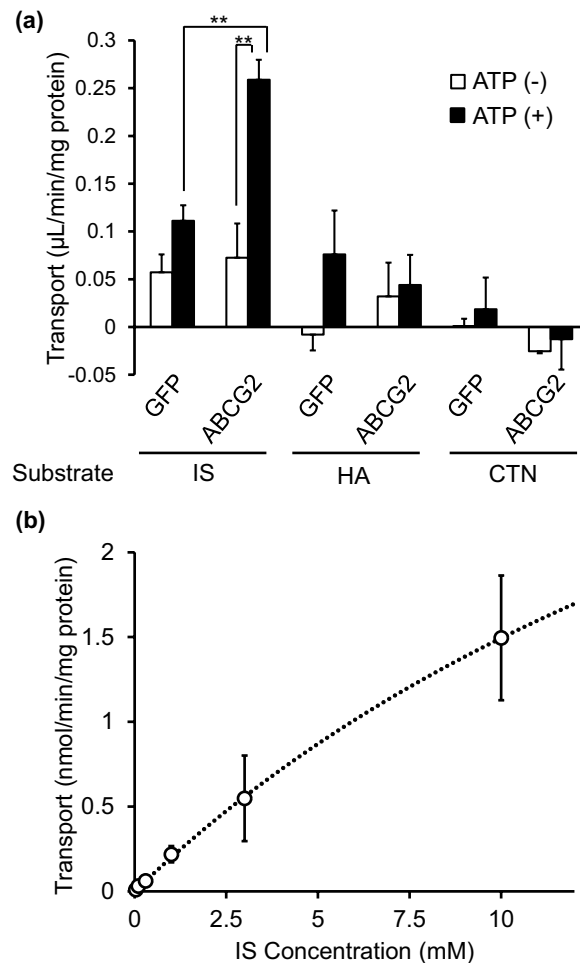 (a)
Transport (μL/min/mg protein)
0.3
0.25
0.2
0.15
0.1
0.05
0
-0.05
**
**
ATP (-)
ATP (+)
GFP
ABCG2
GFP
ABCG2
GFP
ABCG2
Substrate
IS
HA
CTN
(b)
Transport (nmol/min/mg protein)
2
1.5
1
0.5
0
0
2.5
5
7.5
10
IS Concentration (mM)